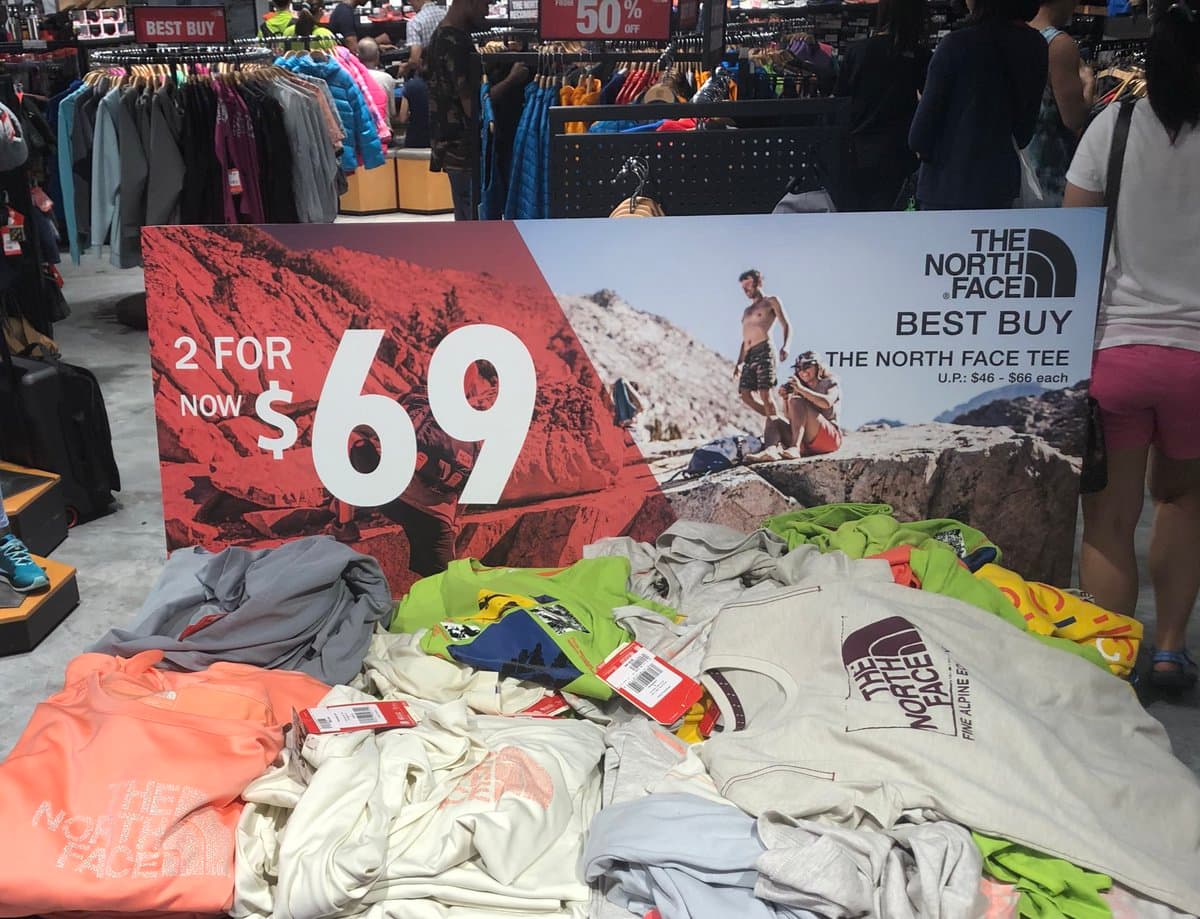 BEST BUY
50%
OFF
2 FOR
NOW $69
THE
NORTH
FACE
BEST BUY
THE NORTH FACE TEE
U.P.: $46 - $66 each
THE
NORTH
FACE
THE
NORTH
FACE